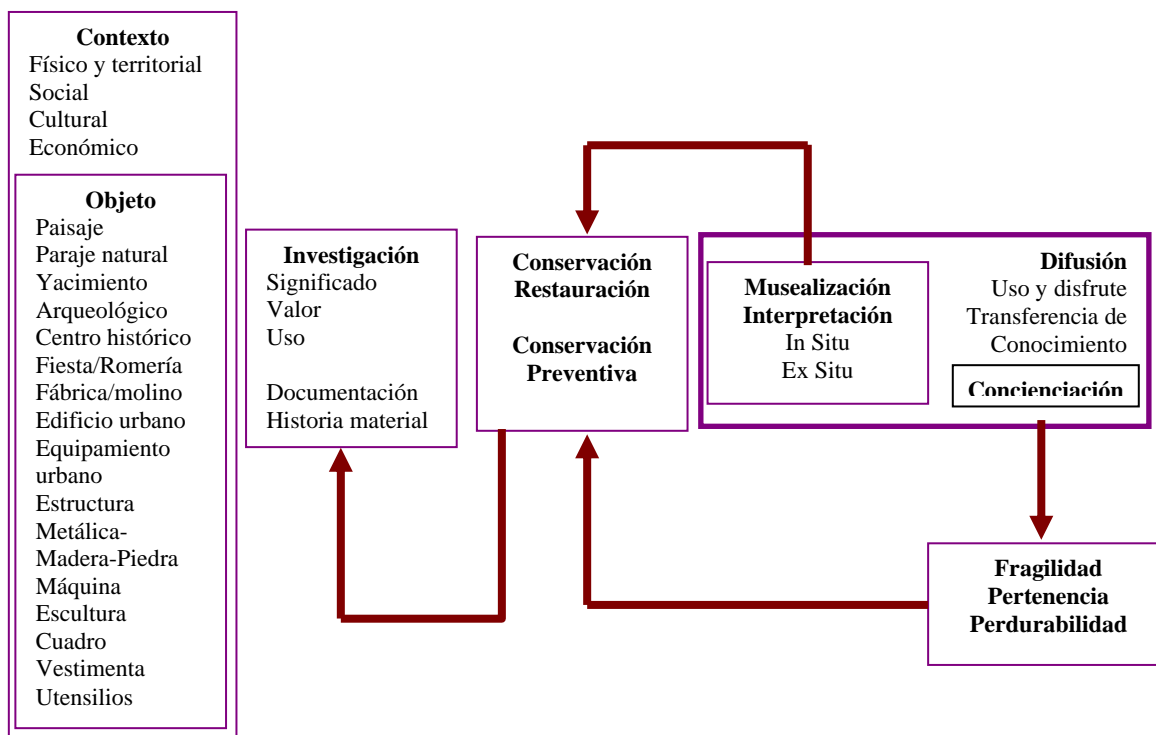 Contexto
Físico y territorial
Social
Cultural
Económico
Objeto
Paisaje
Paraje natural
Yacimiento
Arqueológico
Centro histórico
Fiesta/Romería
Fábrica/molino
Edificio urbano
Equipamiento
urbano
Estructura
Metálica-
Madera-Piedra
Máquina
Escultura
Cuadro
Vestimenta
Utensilios
Investigación
Significado
Valor
Uso
Documentación
Historia material
Conservación
Restauración
Conservación
Preventiva
Musealización
Interpretación
In Situ
Ex Situ
Difusión
Uso y disfrute
Transferencia de
Conocimiento
Concienciación
Fragilidad
Pertenencia
Perdurabilidad